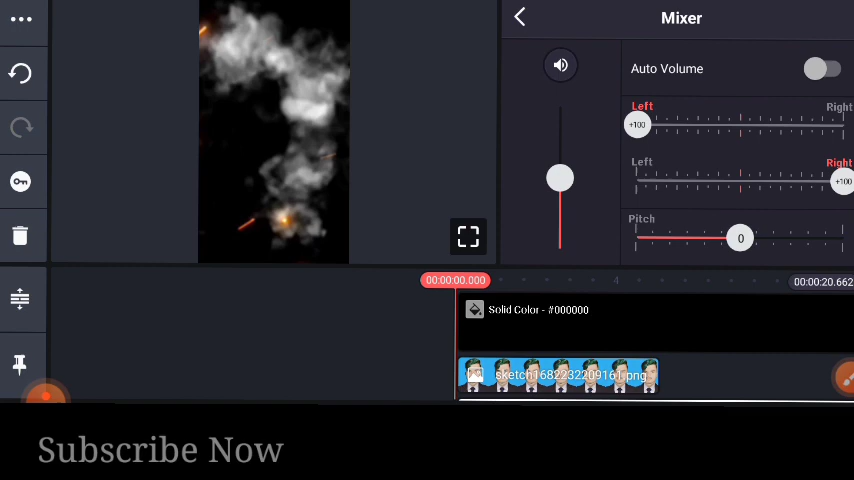 Mixer
Auto Volume
Left Right
+100
Left Right
+100
Pitch
0
00:00:00.000
4
00:00:20.662
Solid Color - #000000
sketch1682232209161.png
Subscribe Now